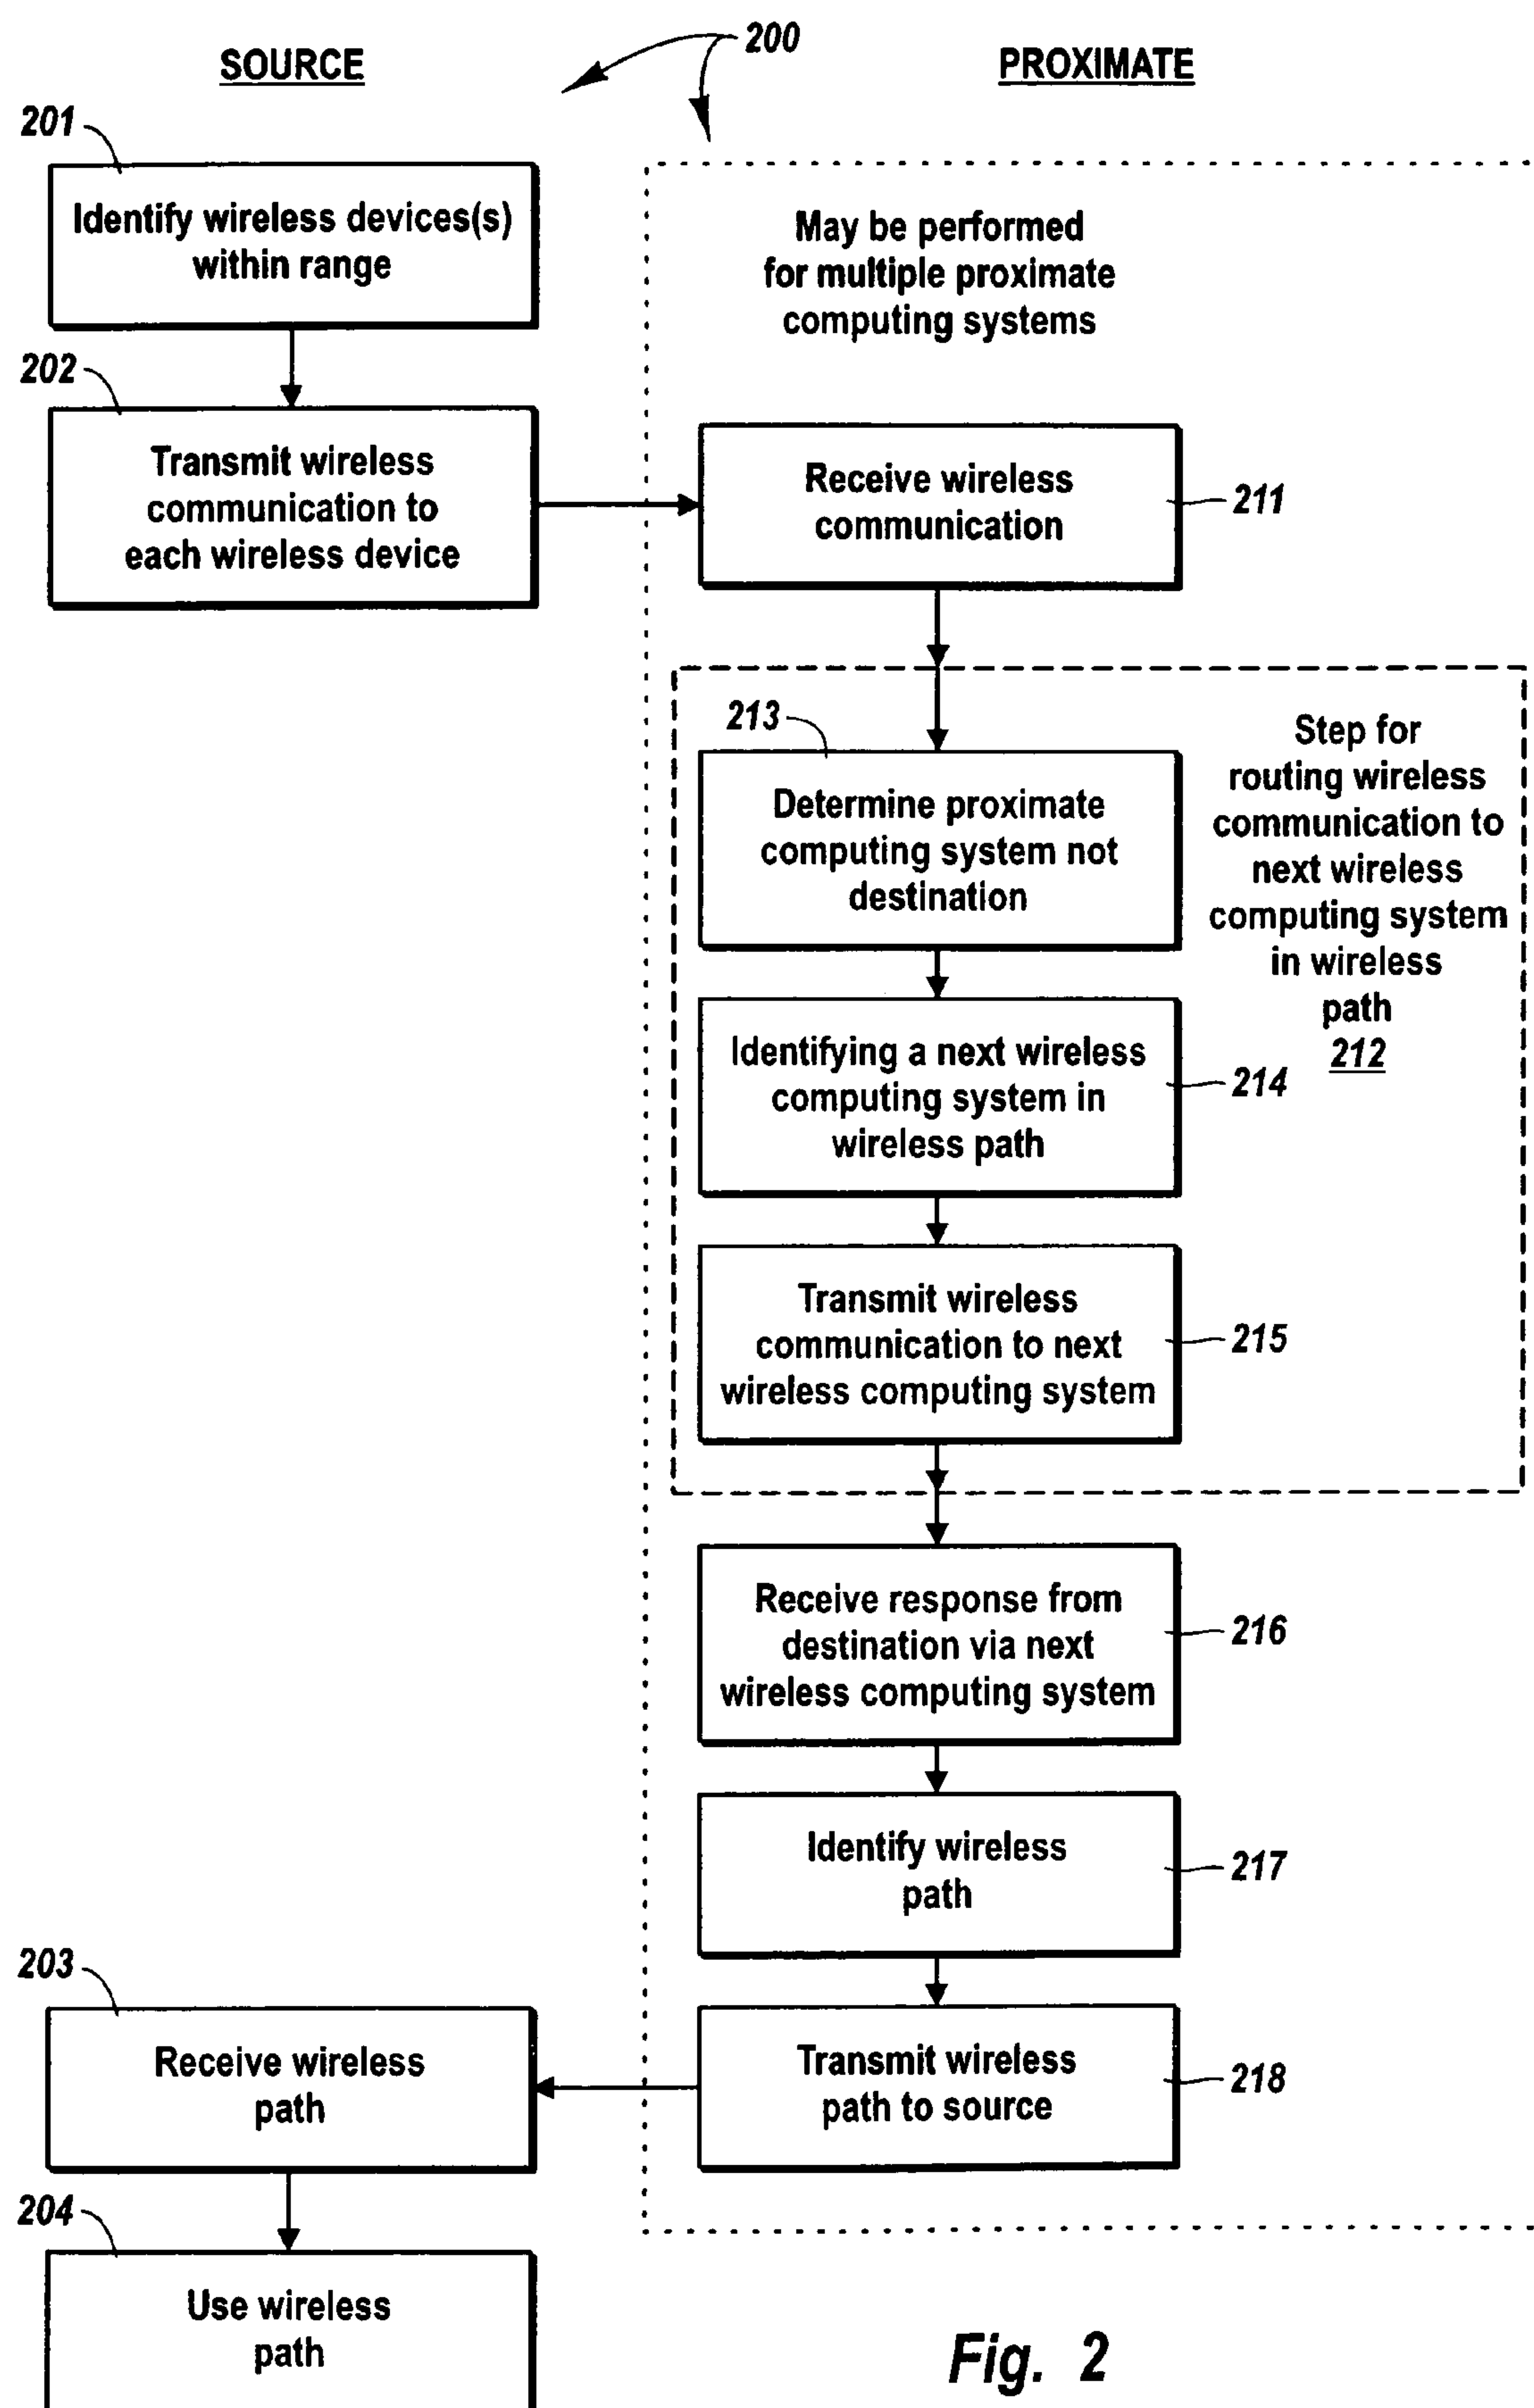 200
SOURCE
PROXIMATE
201
Identify wireless devices(s)
within range
May be performed
for multiple proximate
computing systems
202
Transmit wireless
communication to
each wireless device
Receive wireless
communication
211
213
Determine proximate
computing system not
destination
Step for
routing wireless
communication to
next wireless
computing system
in wireless
path
212
Identifying a next wireless
computing system in
wireless path
214
Transmit wireless
communication to next
wireless computing system
215
Receive response from
destination via next
wireless computing system
216
Identify wireless
path
217
203
Receive wireless
path
Transmit wireless
path to source
218
204
Use wireless
path
Fig. 2